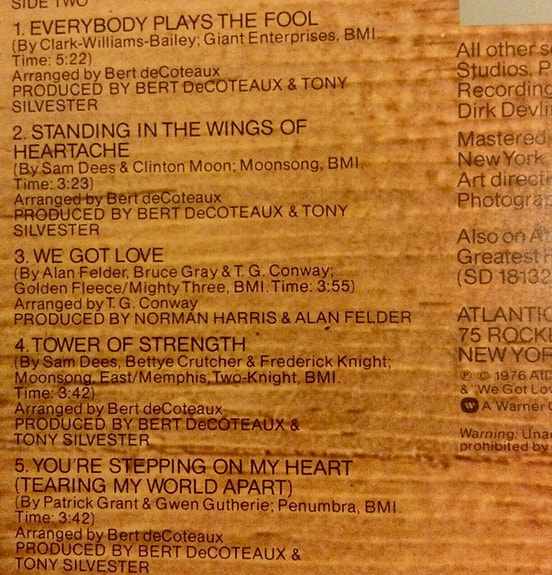 SIDE TWO
1. EVERYBODY PLAYS THE FOOL
(By Clark-Williams-Bailey; Giant Enterprises, BMI.
Time: 5:22)
Arranged by Bert deCoteaux
PRODUCED BY BERT DeCOTEAUX & TONY
SILVESTER
2. STANDING IN THE WINGS OF
HEARTACHE
(By Sam Dees & Clinton Moon; Moonsong, BMI.
Time: 3:23)
Arranged by Bert deCoteaux
PRODUCED BY BERT DeCOTEAUX & TONY
SILVESTER
3. WE GOT LOVE
(By Alan Felder, Bruce Gray & T. G. Conway;
Golden Fleece/Mighty Three, BMI. Time: 3:55)
Arranged by T. G. Conway
PRODUCED BY NORMAN HARRIS & ALAN FELDER
4. TOWER OF STRENGTH
(By Sam Dees, Bettye Crutcher & Frederick Knight;
Moonsong, East/Memphis, Two-Knight, BMI.
Time: 3:42)
Arranged by Bert deCoteaux
PRODUCED BY BERT DeCOTEAUX &
TONY SILVESTER
5. YOU'RE STEPPING ON MY HEART
(TEARING MY WORLD APART)
(By Patrick Grant & Gwen Gutherie; Penumbra, BMI.
Time: 3:42)
Arranged by Bert deCoteaux
PRODUCED BY BERT DeCOTEAUX &
TONY SILVESTER
All other s
Studios, P
Recording
Dirk Devli
Mastered
New York
Art directi
Photograp
Also on At
Greatest H
(SD 18132
ATLANTIC
75 ROCKE
NEW YOR
℗ © 1976 Atl
& We Got Lov
A Warner C
Warning: Unau
prohibited by